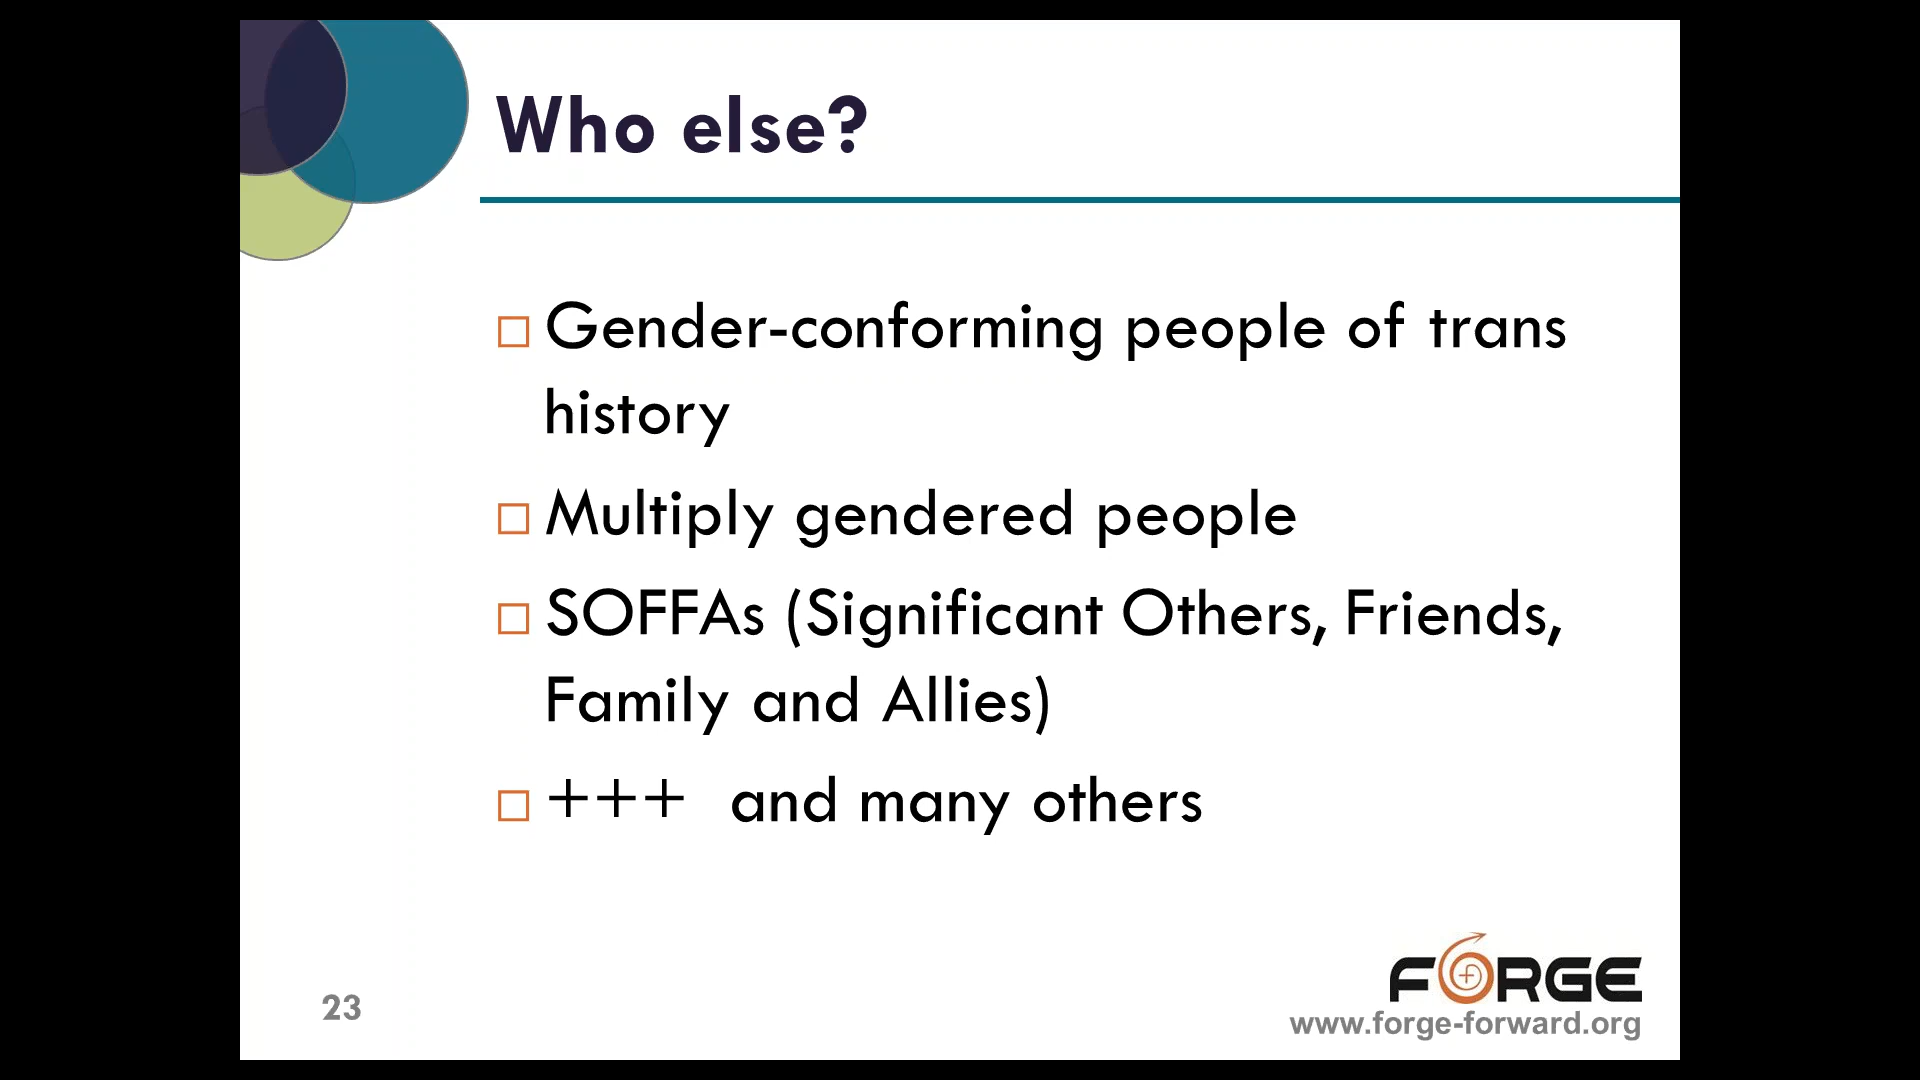 Who else?
Gender-conforming people of trans
history
Multiply gendered people
SOFFAs (Significant Others, Friends,
Family and Allies)
+++ and many others
FORGE
23
www.forge-forward.org